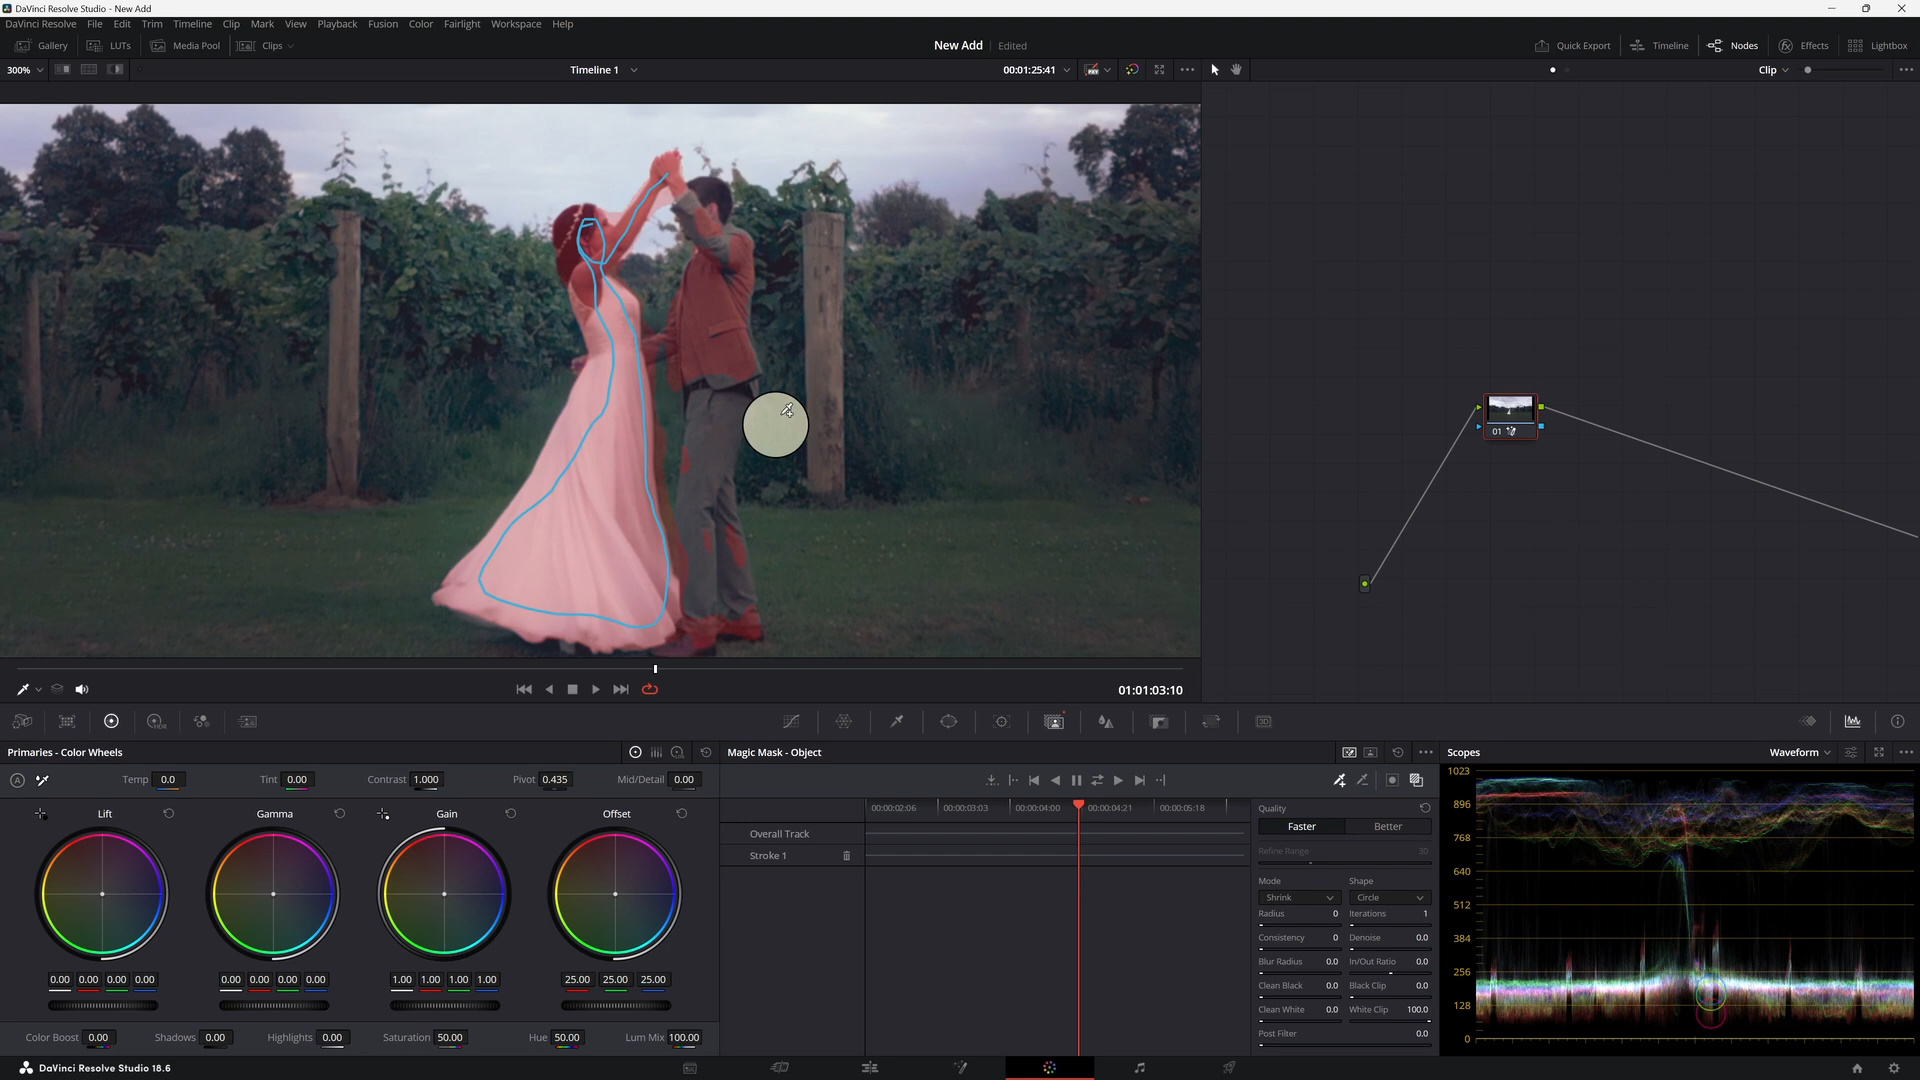 DaVinci Resolve Studio - New Add
DaVinci Resolve File Edit Trim Timeline Clip Mark View Playback Fusion Color Fairlight Workspace Help
Gallery LUTs Media Pool Clips New Add Edited Quick Export Timeline Nodes Effects Lightbox
300% Timeline 1 00:01:25:41 Clip
01
01:01:03:10
Primaries - Color Wheels Magic Mask - Object Scopes Waveform
Temp 0.0 Tint 0.00 Contrast 1.000 Pivot 0.435 Mid/Detail 0.00
Lift Gamma Gain Offset
0.00 0.00 0.00 0.00 0.00 0.00 0.00 0.00 1.00 1.00 1.00 1.00 25.00 25.00 25.00
Color Boost 0.00 Shadows 0.00 Highlights 0.00 Saturation 50.00 Hue 50.00 Lum Mix 100.00
00:00:02:06 00:00:03:03 00:00:04:00 00:00:04:21 00:00:05:18
Overall Track
Stroke 1
Quality
Faster Better
Refine Range 30
Mode Shape
Shrink Circle
Radius 0 Iterations 1
Consistency 0 Denoise 0.0
Blur Radius 0.0 In/Out Ratio 0.0
Clean Black 0.0 Black Clip 0.0
Clean White 0.0 White Clip 100.0
Post Filter 0.0
1023
896
768
640
512
384
256
128
0
DaVinci Resolve Studio 18.6